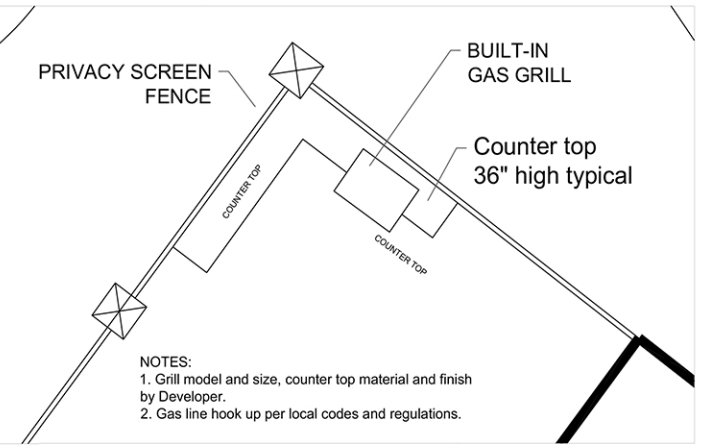 PRIVACY SCREEN
FENCE
BUILT-IN
GAS GRILL
Counter top
36" high typical
COUNTER TOP
COUNTER TOP
NOTES:
1. Grill model and size, counter top material and finish
by Developer.
2. Gas line hook up per local codes and regulations.